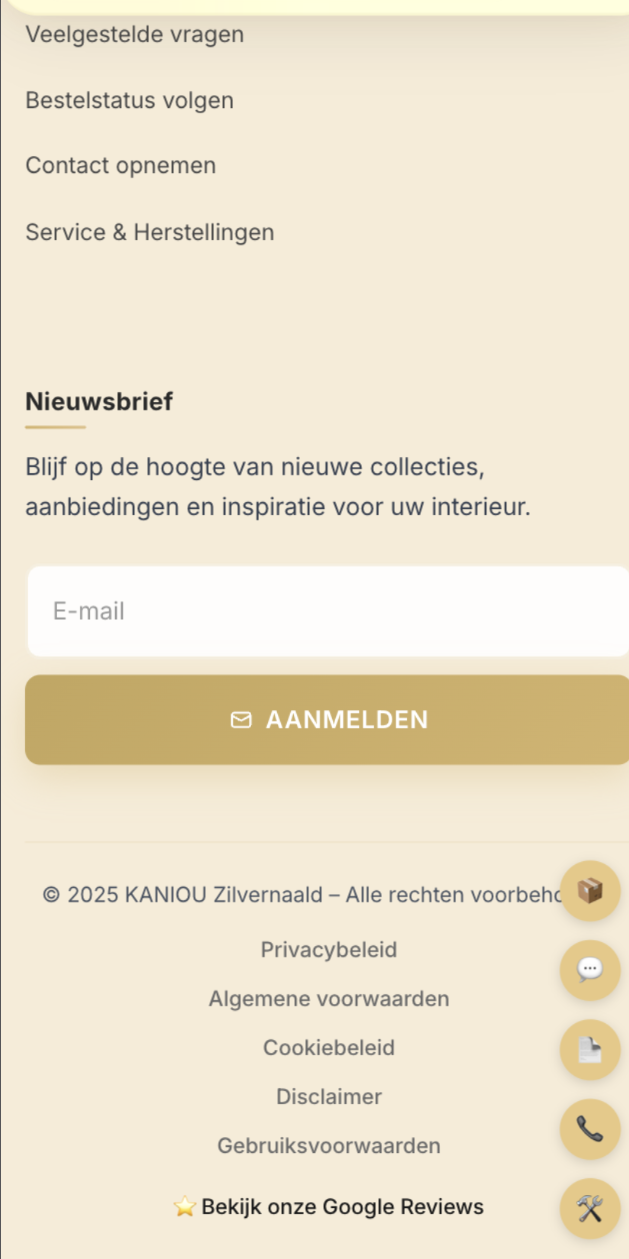 Veelgestelde vragen
Bestelstatus volgen
Contact opnemen
Service & Herstellingen
Nieuwsbrief
Blijf op de hoogte van nieuwe collecties,
aanbiedingen en inspiratie voor uw interieur.
E-mail
AANMELDEN
© 2025 KANIOU Zilvernaald – Alle rechten
Privacybeleid
Algemene voorwaarden
Cookiebeleid
Disclaimer
Gebruiksvoorwaarden
⭐ Bekijk onze Google Reviews